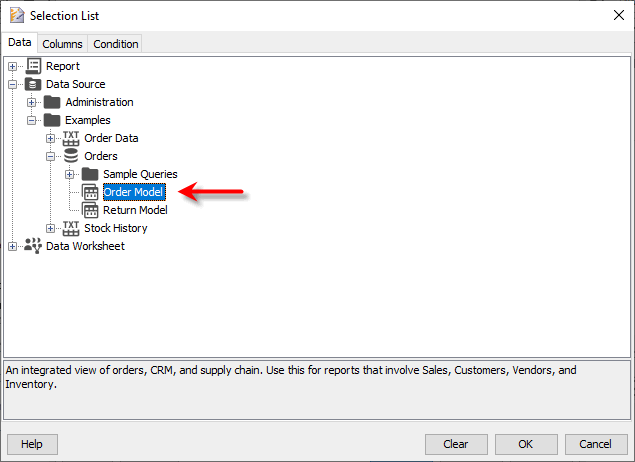 Selection List
Data Columns Condition
Report
Data Source
Administration
Examples
TXT Order Data
Orders
Sample Queries
Order Model
Return Model
TXT Stock History
Data Worksheet
An integrated view of orders, CRM, and supply chain. Use this for reports that involve Sales, Customers, Vendors, and
Inventory.
Help Clear OK Cancel